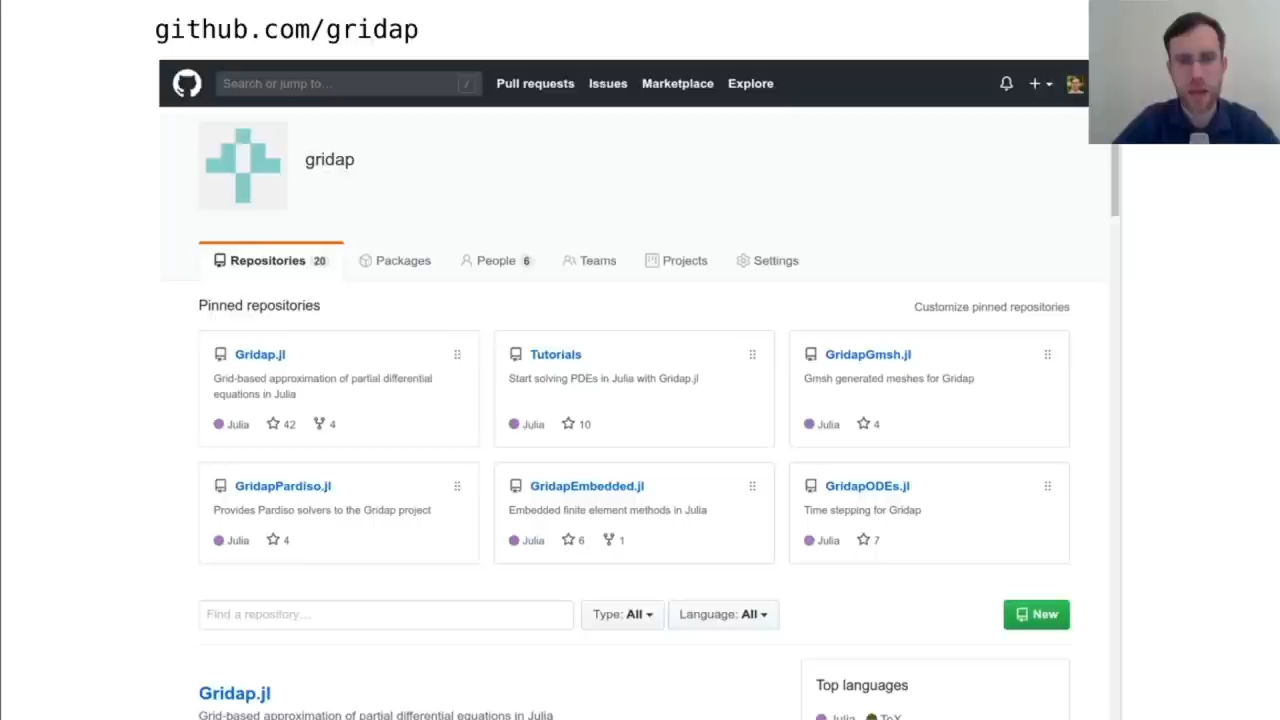 github.com/gridap
Search or jump to... /
Pull requests Issues Marketplace Explore
gridap
Repositories 20 Packages People 6 Teams Projects Settings
Pinned repositories
Customize pinned repositories
Gridap.jl
Grid-based approximation of partial differential
equations in Julia
Julia 42 4
Tutorials
Start solving PDEs in Julia with Gridap.jl
Julia 10
GridapGmsh.jl
Gmsh generated meshes for Gridap
Julia 4
GridapPardiso.jl
Provides Pardiso solvers to the Gridap project
Julia 4
GridapEmbedded.jl
Embedded finite element methods in Julia
Julia 6 1
GridapODEs.jl
Time stepping for Gridap
Julia 7
Find a repository...
Type: All
Language: All
New
Gridap.jl
Grid-based approximation of partial differential equations in Julia
Top languages
Julia TeX